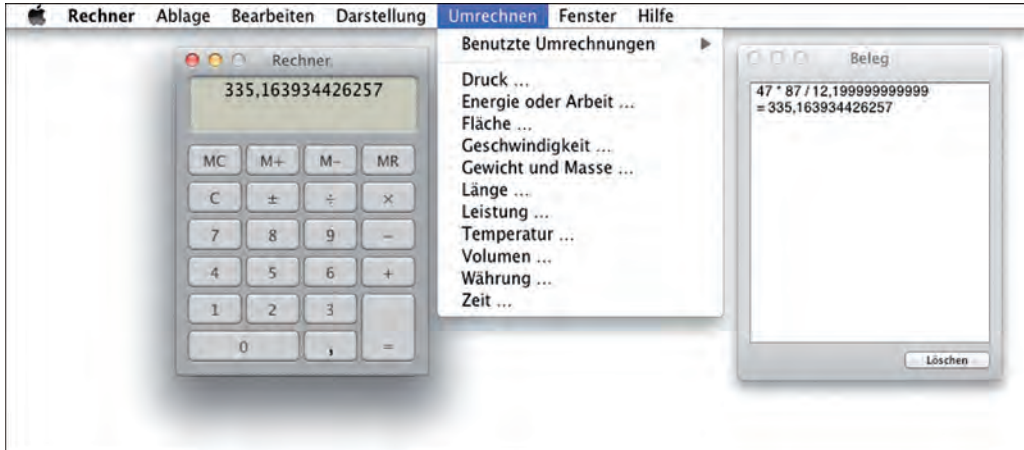 Rechner Ablage Bearbeiten Darstellung Umrechnen Fenster Hilfe
Rechner
335,163934426257
MC M+ M- MR
C ± ÷ ×
7 8 9 −
4 5 6 +
1 2 3
0 , =
Benutzte Umrechnungen
Druck ...
Energie oder Arbeit ...
Fläche ...
Geschwindigkeit ...
Gewicht und Masse ...
Länge ...
Leistung ...
Temperatur ...
Volumen ...
Währung ...
Zeit ...
Beleg
47 * 87 / 12,199999999999
= 335,163934426257
Löschen